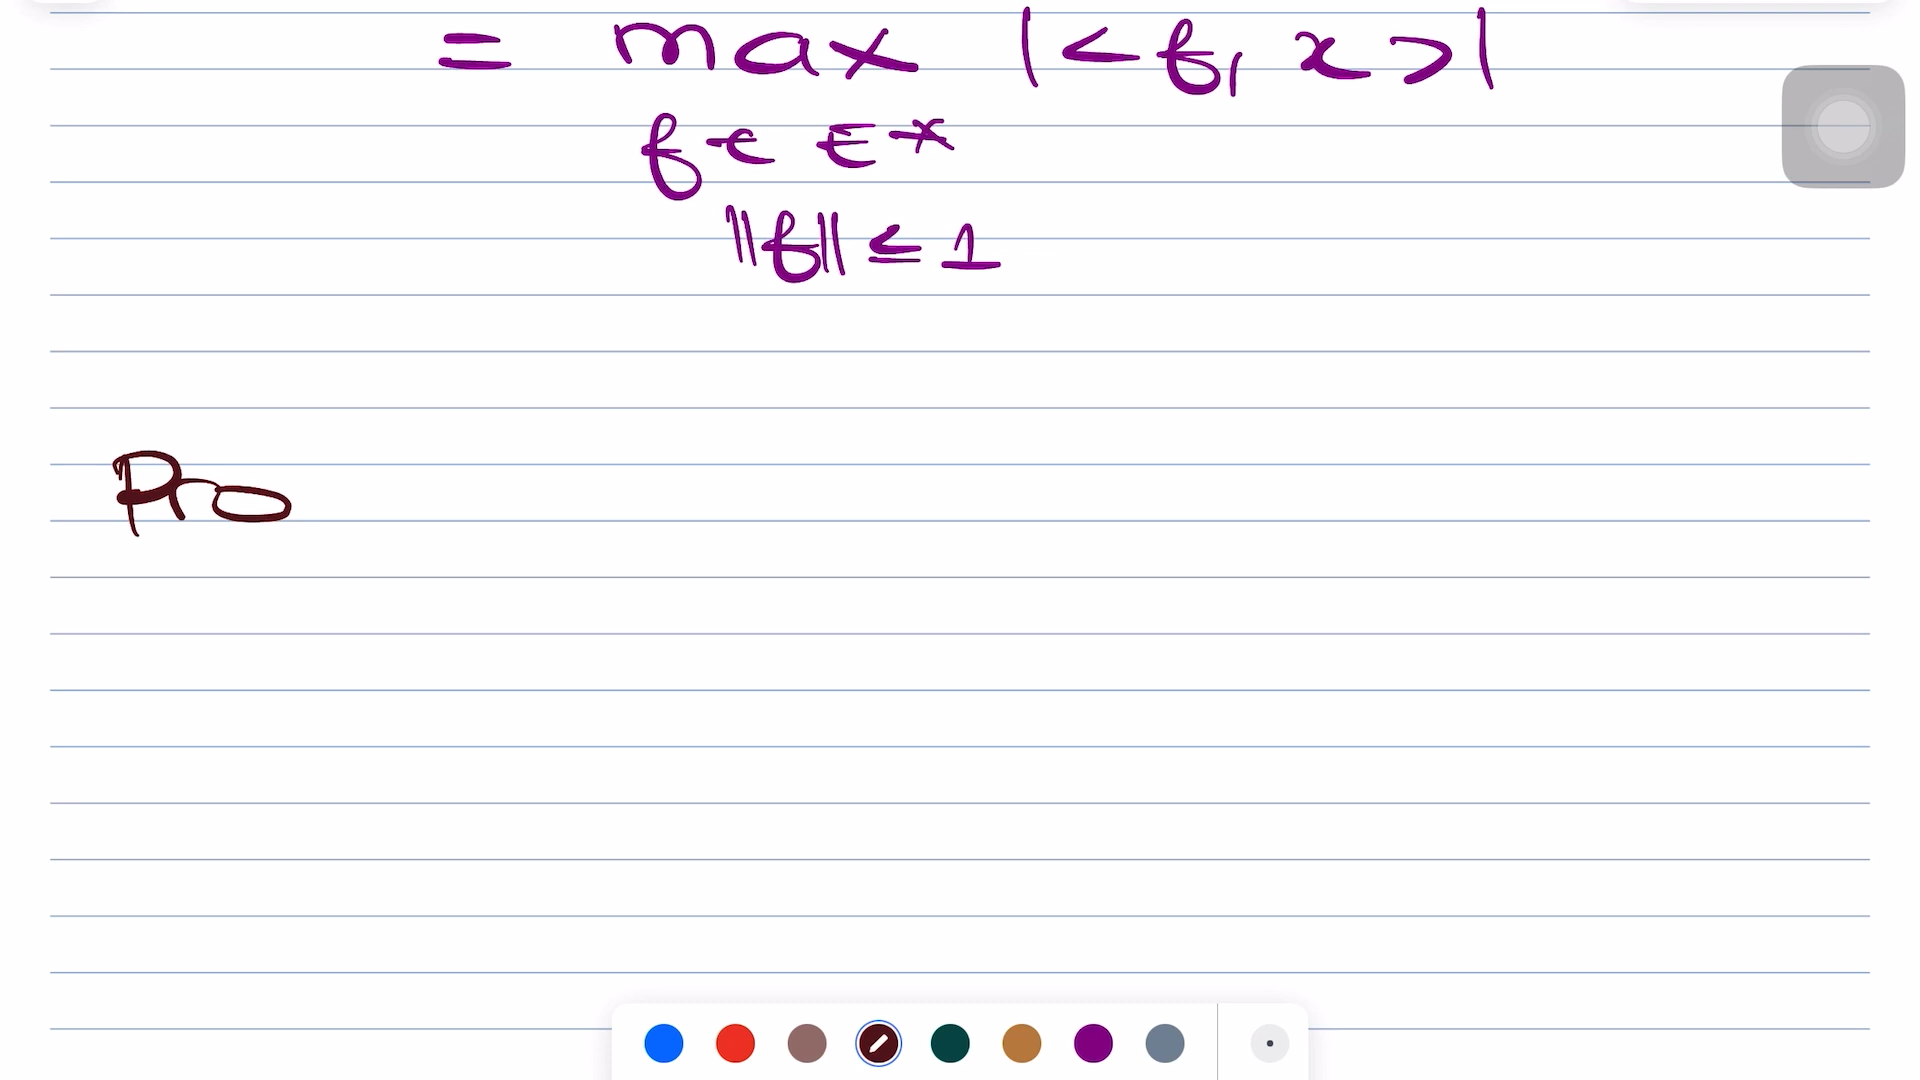 = max |<f, x>|
f ∈ E*
||f|| ≤ 1
Pro